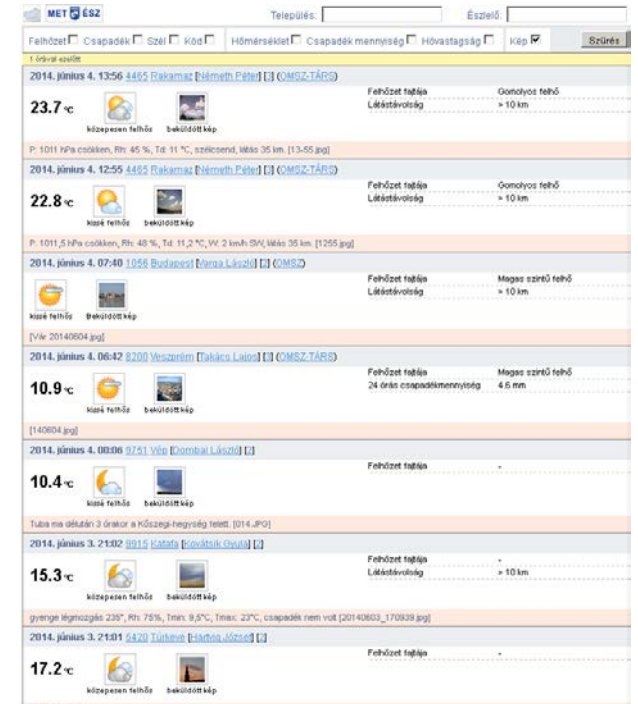 MET ÉSZ Település: Észlelő:
Felhőzet Csapadék Szél Köd Hőmérséklet Csapadék mennyiség Hóvastagság Kép Szűrés
1 órával ezelőtt
2014. június 4. 13:56 4465 Rakamaz [Németh Péter] [3] (OMSZ-TÁRS)
Felhőzet fajtája Gomolyos felhő
23.7 °C Látástávolság > 10 km
közepesen felhős beküldött kép
P: 1011 hPa csökken, Rh: 45 %, Td: 11 °C, szélcsend, látás 35 km. [13-55.jpg]
2014. június 4. 12:55 4465 Rakamaz [Németh Péter] [3] (OMSZ-TÁRS)
Felhőzet fajtája Gomolyos felhő
22.8 °C Látástávolság > 10 km
kissé felhős beküldött kép
P: 1011,5 hPa csökken, Rh: 48 %, Td: 11,2 °C, W: 2 km/h SW, látás 35 km. [1255.jpg]
2014. június 4. 07:40 1056 Budapest [Varga László] [2] (OMSZ)
Felhőzet fajtája Magas szintű felhő
Látástávolság > 10 km
kissé felhős Beküldött kép
[Vár 20140604.jpg]
2014. június 4. 06:42 8200 Veszprém [Takács Lajos] [3] (OMSZ-TÁRS)
Felhőzet fajtája Magas szintű felhő
10.9 °C 24 órás csapadékmennyiség 4.6 mm
kissé felhős beküldött kép
[140604.jpg]
2014. június 4. 00:06 9751 Vép [Dombai László] [2]
Felhőzet fajtája -
10.4 °C
kissé felhős beküldött kép
Tuba ma délután 3 órakor a Kőszegi-hegység felett. [014.JPG]
2014. június 3. 21:02 9915 Katafa [Kovátsik Gyula] [2]
Felhőzet fajtája -
15.3 °C Látástávolság > 10 km
közepesen felhős beküldött kép
gyenge légmozgás 235°, Rh: 75%, Tmin: 9,5°C, Tmax: 23°C, csapadék nem volt [20140603_170939.jpg]
2014. június 3. 21:01 5420 Túrkeve [Hartig József] [2]
Felhőzet fajtája -
17.2 °C
közepesen felhős beküldött kép